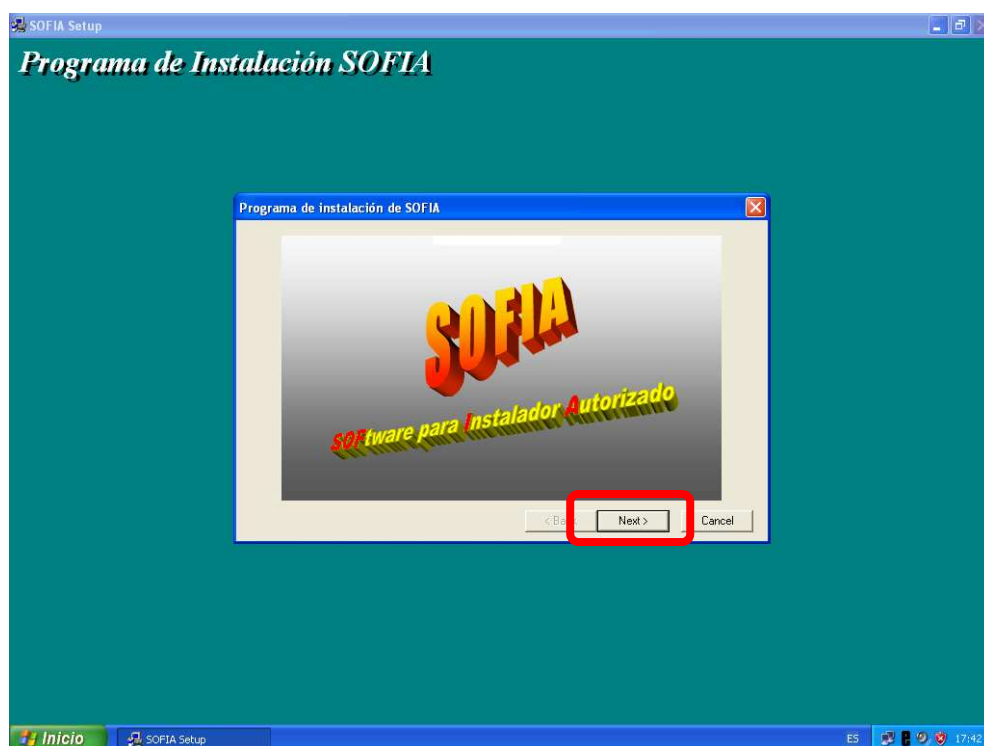 SOFIA Setup
Programa de Instalación SOFIA
Programa de instalación de SOFIA
SOFIA
SOFtware para Instalador Autorizado
Next >
Cancel
Inicio
SOFIA Setup
ES
17:42